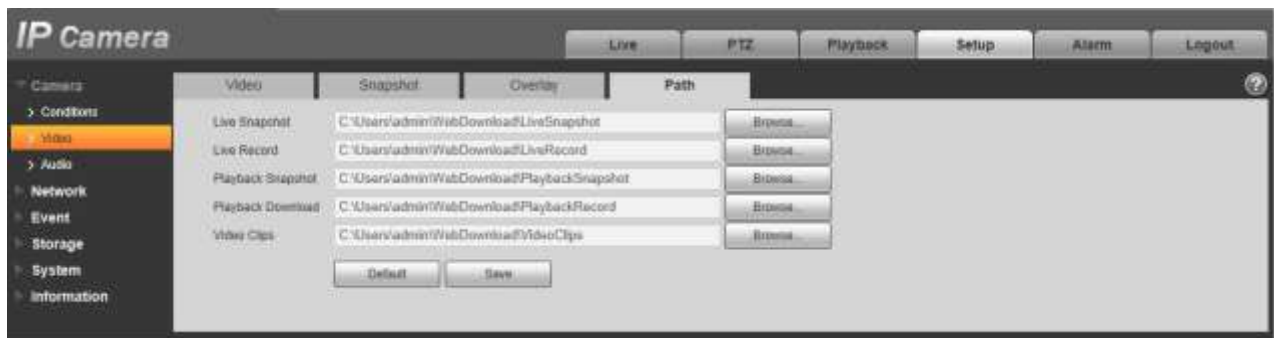 IP Camera
Live PTZ Playback Setup Alarm Logout
Camera
Conditions
Video
Audio
Network
Event
Storage
System
Information
Video Snapshot Overlay Path
?
Live Snapshot C:\Users\admin\WebDownload\LiveSnapshot Browse...
Live Record C:\Users\admin\WebDownload\LiveRecord Browse...
Playback Snapshot C:\Users\admin\WebDownload\PlaybackSnapshot Browse...
Playback Download C:\Users\admin\WebDownload\PlaybackRecord Browse...
Video Clips C:\Users\admin\WebDownload\VideoClips Browse...
Default Save